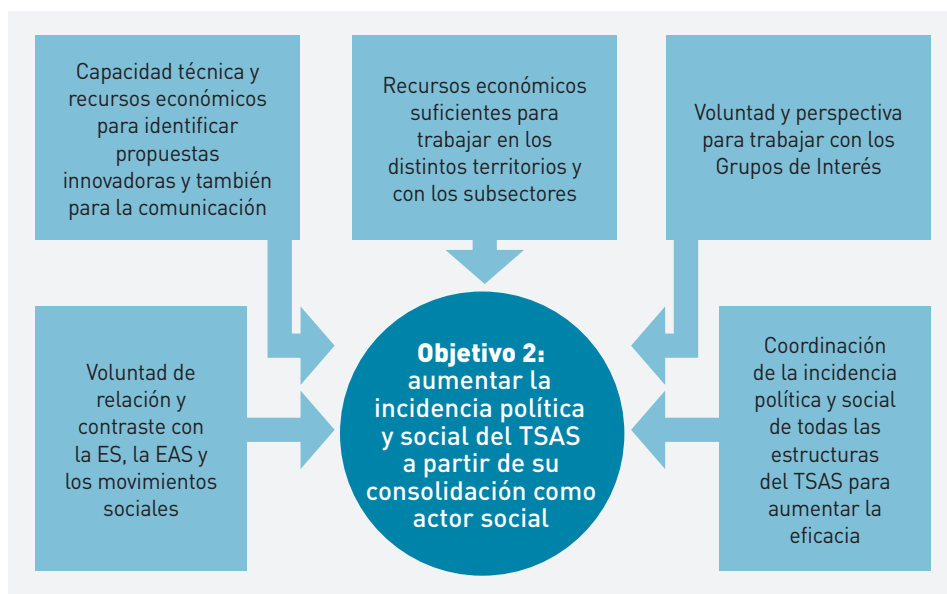 Capacidad técnica y
recursos económicos
para identificar
propuestas
innovadoras y también
para la comunicación
Recursos económicos
suficientes para
trabajar en los
distintos territorios y
con los subsectores
Voluntad y perspectiva
para trabajar con los
Grupos de Interés
Voluntad de
relación y
contraste con
la ES, la EAS y
los movimientos
sociales
Objetivo 2:
aumentar la
incidencia política
y social del TSAS
a partir de su
consolidación como
actor social
Coordinación
de la incidencia
política y social
de todas las
estructuras
del TSAS para
aumentar la
eficacia